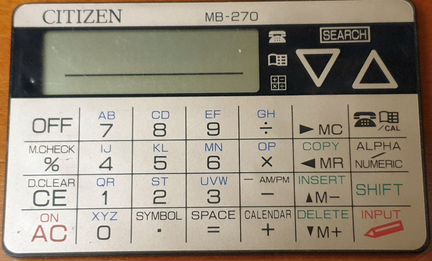 CITIZEN MB-270
SEARCH
AB CD EF GH
OFF 7 8 9 ÷ ► MC /CAL
M.CHECK IJ KL MN OP COPY ALPHA
% 4 5 6 × ◄ MR NUMERIC
D.CLEAR QR ST UVW — AM/PM INSERT
CE 1 2 3 − ▲ M− SHIFT
ON XYZ SYMBOL SPACE CALENDAR DELETE INPUT
AC 0 · = + ▼ M+